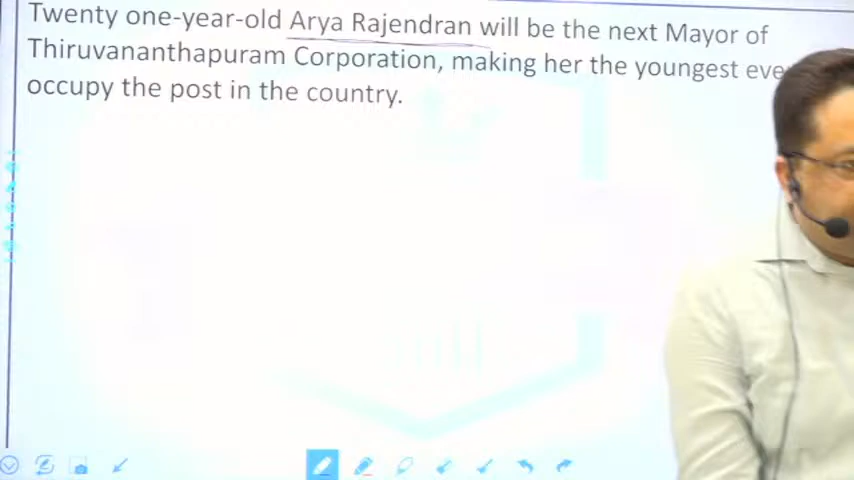 Twenty one-year-old Arya Rajendran will be the next Mayor of
Thiruvananthapuram Corporation, making her the youngest eve
occupy the post in the country.